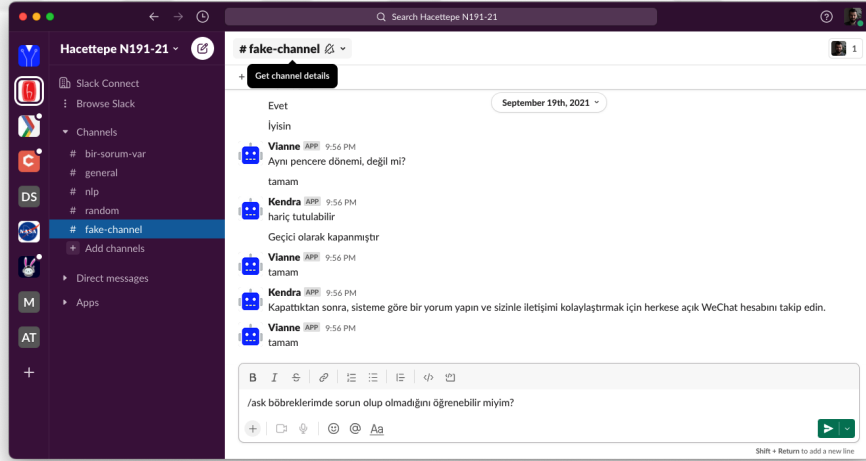 Search Hacettepe N191-21
Hacettepe N191-21
Slack Connect
Browse Slack
Channels
# bir-sorum-var
# general
# nlp
# random
# fake-channel
+ Add channels
Direct messages
Apps
DS
NASA
M
AT
# fake-channel
1
Get channel details
September 19th, 2021
Evet
İyisin
Vianne APP 9:56 PM
Aynı pencere dönemi, değil mi?
tamam
Kendra APP 9:56 PM
hariç tutulabilir
Geçici olarak kapanmıştır
Vianne APP 9:56 PM
tamam
Kendra APP 9:56 PM
Kapattıktan sonra, sisteme göre bir yorum yapın ve sizinle iletişimi kolaylaştırmak için herkese açık WeChat hesabını takip edin.
Vianne APP 9:56 PM
tamam
B I S
/ask böbreklerimde sorun olup olmadığını öğrenebilir miyim?
@ Aa
Shift + Return to add a new line